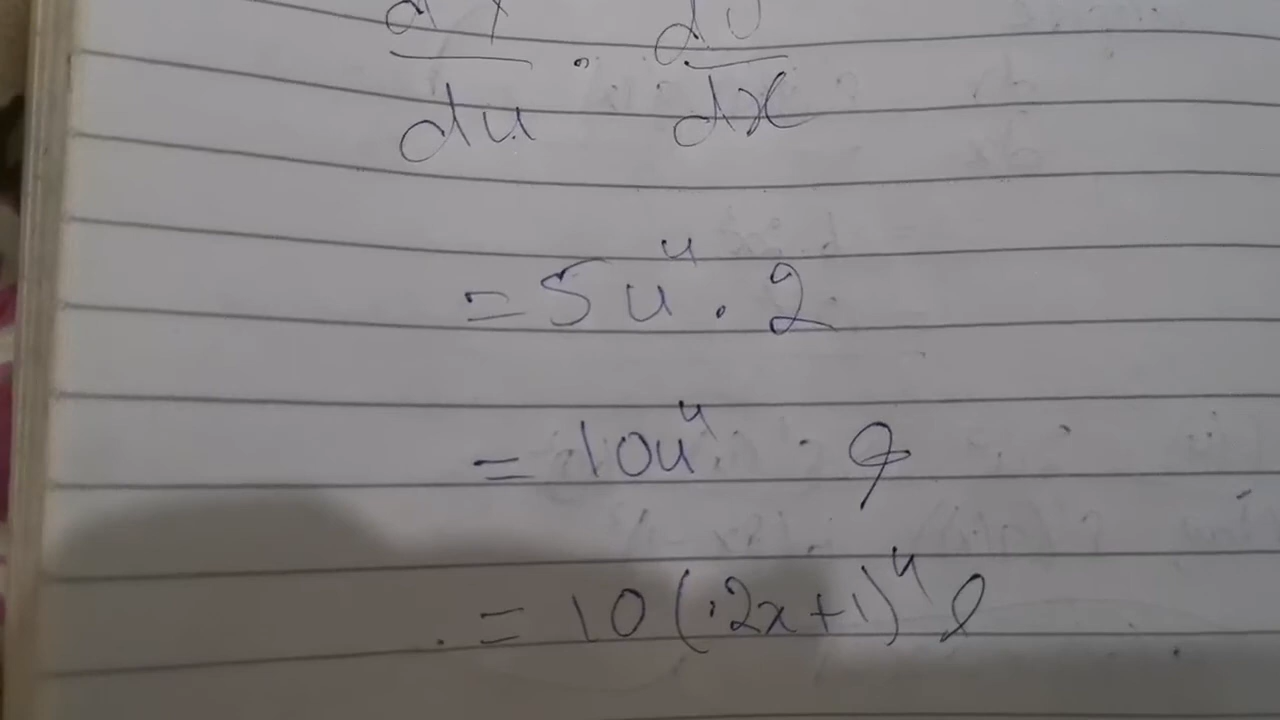 dy/du · du/dx
= 5u⁴ · 2
= 10u⁴
= 10(2x+1)⁴